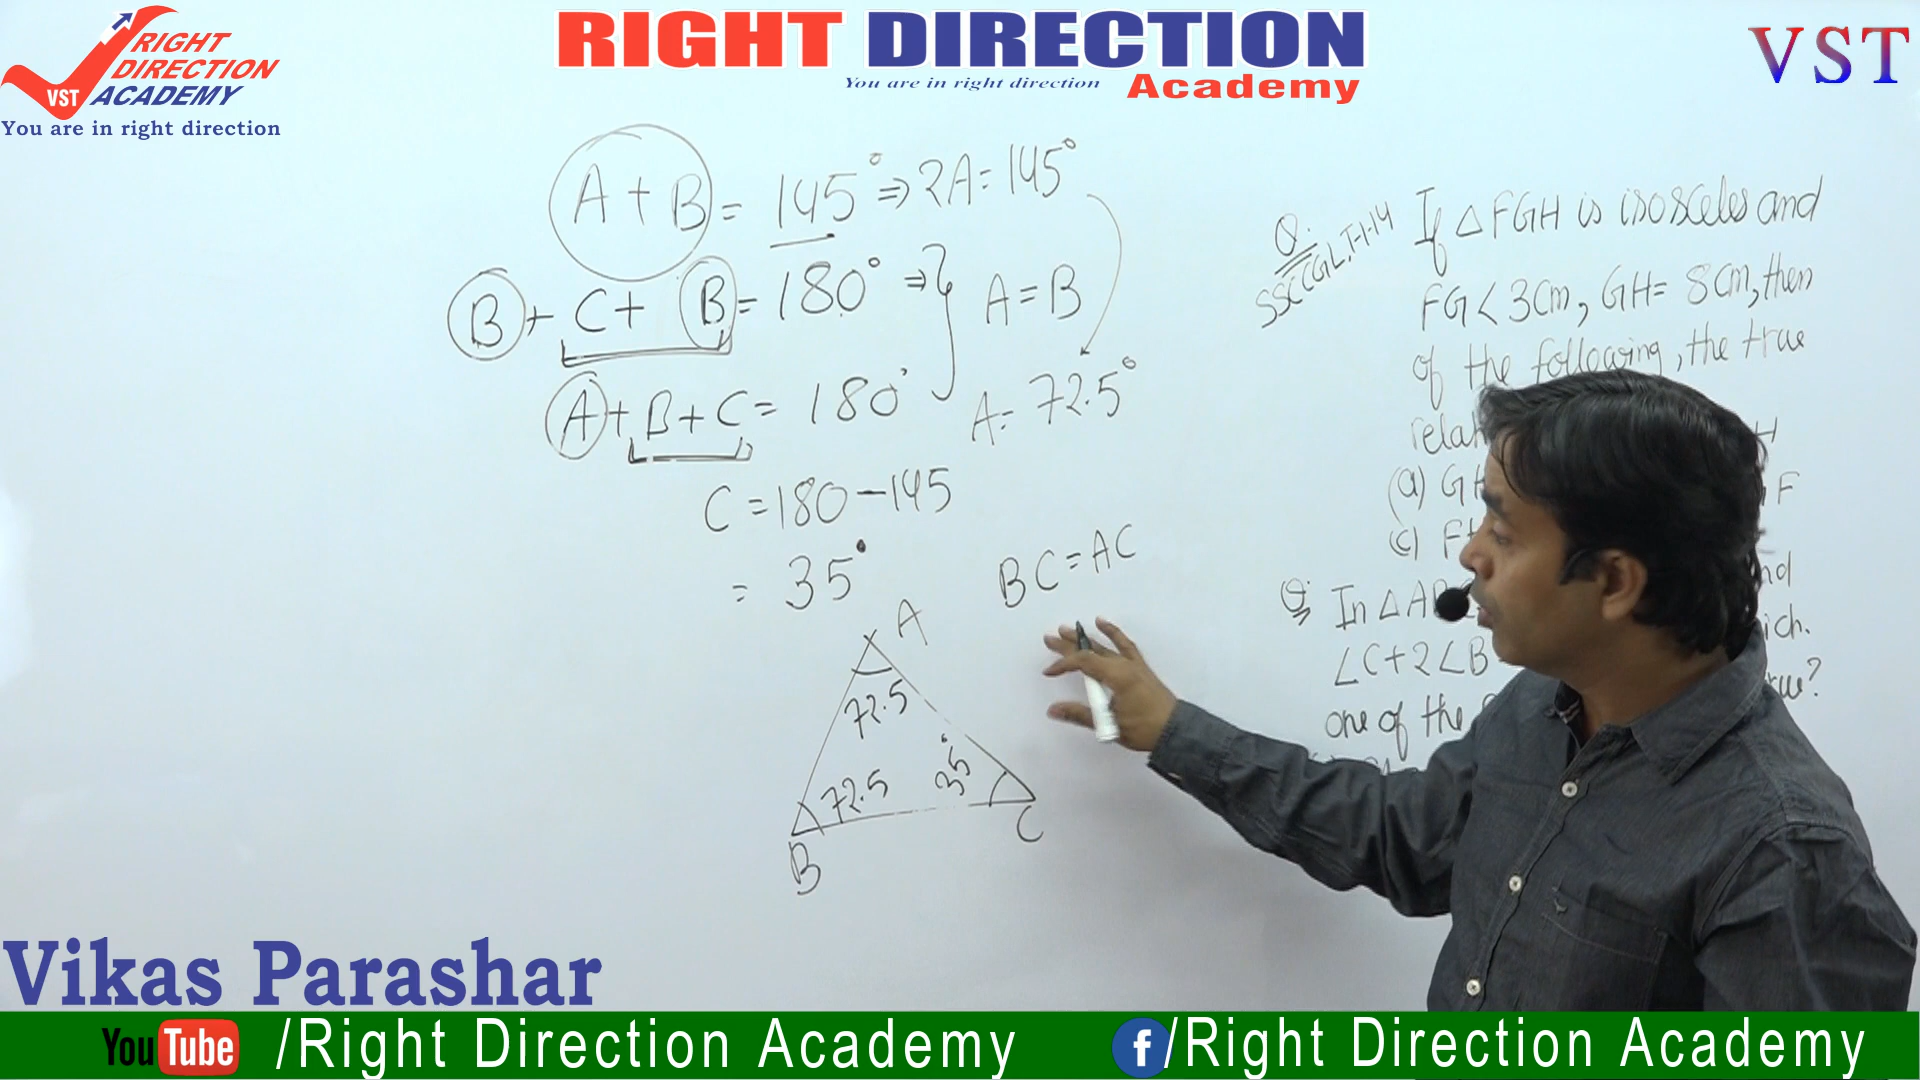 RIGHT
DIRECTION
VST ACADEMY
You are in right direction
RIGHT DIRECTION
You are in right direction Academy
VST
A + B = 145° ⇒ 2A = 145°
B + C + B = 180° ⇒ A = B
A + B + C = 180°
A = 72.5°
C = 180 - 145
= 35°
BC = AC
A
72.5
72.5 35°
B C
Q. If △FGH is isosceles and
SSC CGL, T-1-14
FG < 3cm, GH = 8cm, then
of the following, the true
(a) F
(c)
Q. In △
∠C + 2∠B
one of the
Vikas Parashar
YouTube /Right Direction Academy
f /Right Direction Academy